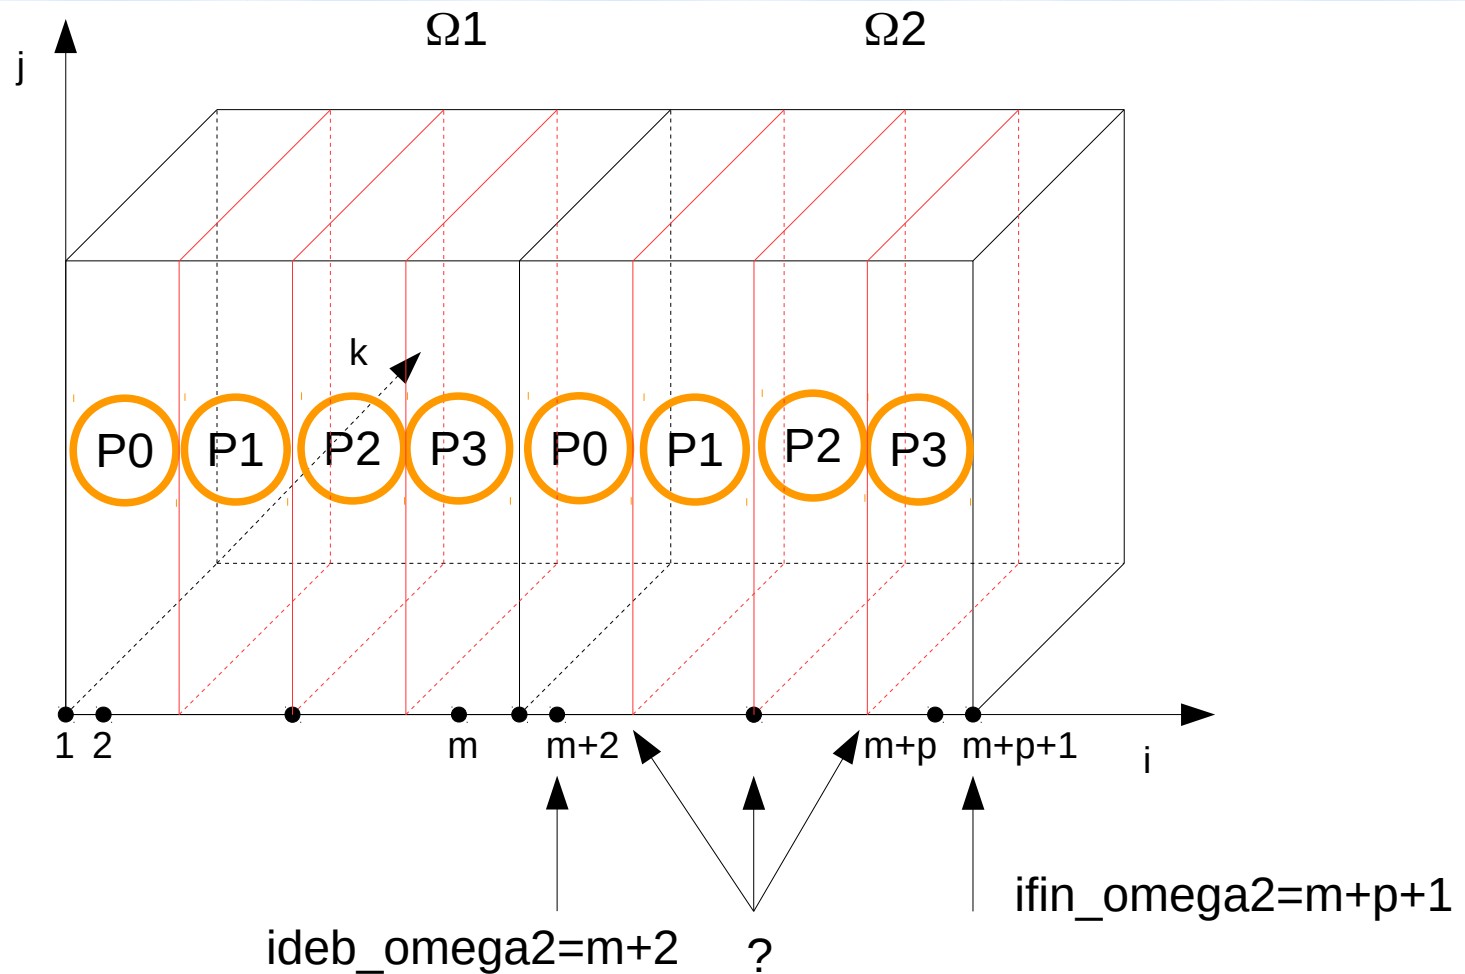 Ω1 Ω2
j
k
P0 P1 P2 P3 P0 P1 P2 P3
1 2 m m+2 m+p m+p+1
i
ifin_omega2=m+p+1
ideb_omega2=m+2 ?